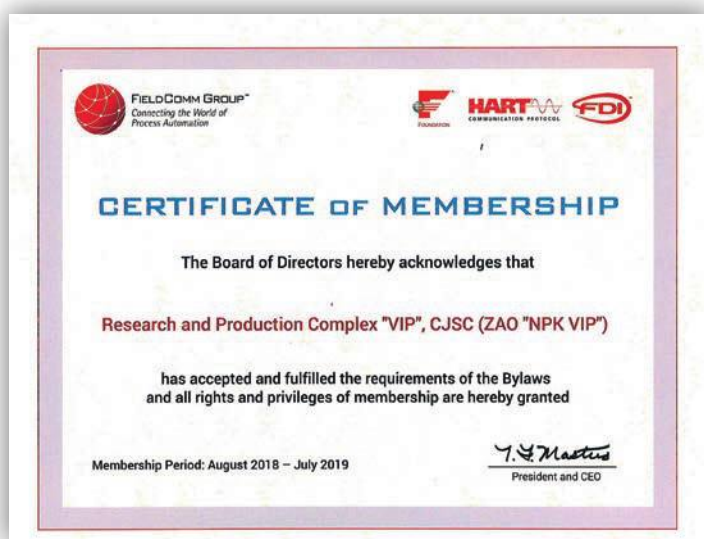 FIELDCOMM GROUP™
Connecting the World of
Process Automation
FOUNDATION
HART
COMMUNICATION PROTOCOL
FDI
CERTIFICATE OF MEMBERSHIP
The Board of Directors hereby acknowledges that
Research and Production Complex "VIP", CJSC (ZAO "NPK VIP")
has accepted and fulfilled the requirements of the Bylaws
and all rights and privileges of membership are hereby granted
Membership Period: August 2018 – July 2019
T.F. Masters
President and CEO